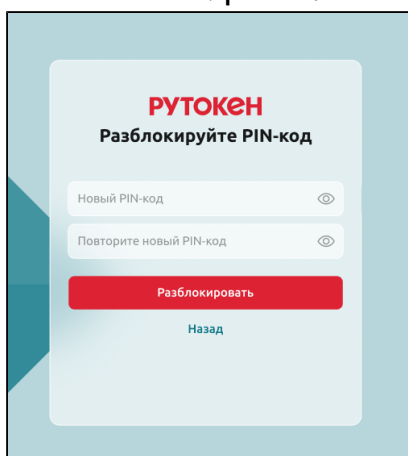 РУТОКЕН
Разблокируйте PIN-код
Новый PIN-код
Повторите новый PIN-код
Разблокировать
Назад